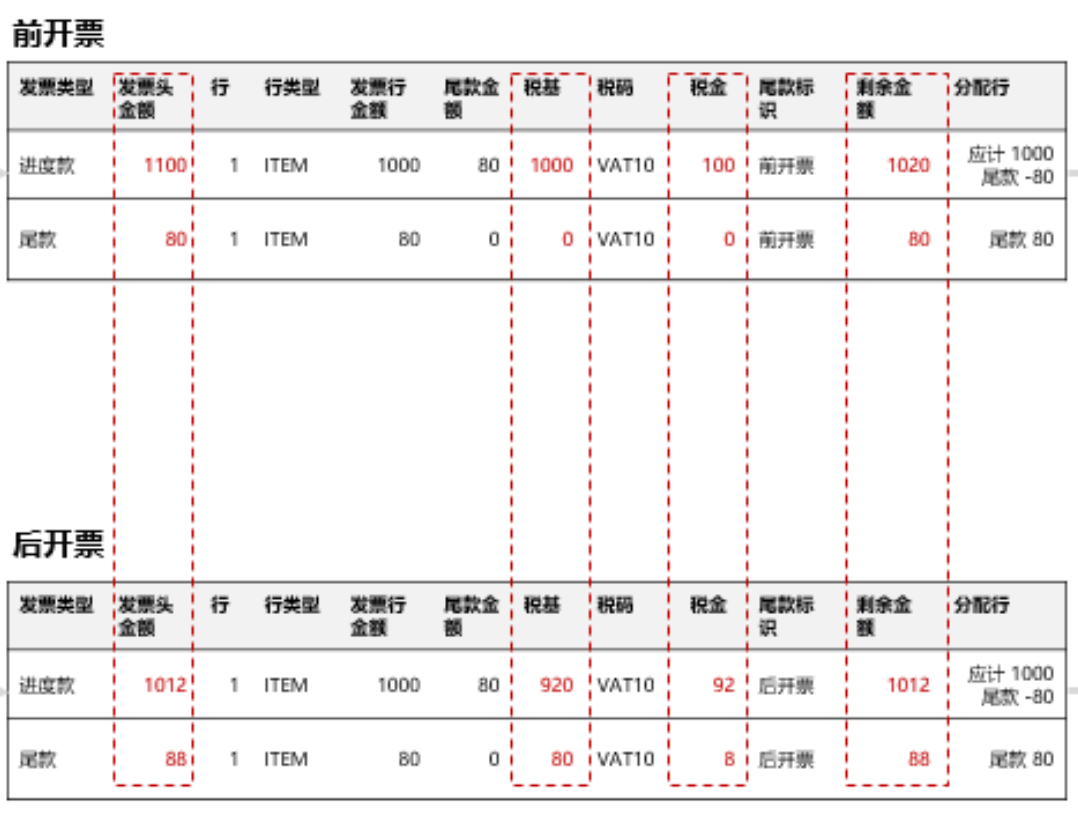 前开票
发票类型 发票头金额 行 行类型 发票行金额 尾款金额 税基 税码 税金 尾款标识 剩余金额 分配行
进度款 1100 1 ITEM 1000 80 1000 VAT10 100 前开票 1020 应计 1000 尾款 -80
尾款 80 1 ITEM 80 0 0 VAT10 0 前开票 80 尾款 80
后开票
发票类型 发票头金额 行 行类型 发票行金额 尾款金额 税基 税码 税金 尾款标识 剩余金额 分配行
进度款 1012 1 ITEM 1000 80 920 VAT10 92 后开票 1012 应计 1000 尾款 -80
尾款 88 1 ITEM 80 0 80 VAT10 8 后开票 88 尾款 80